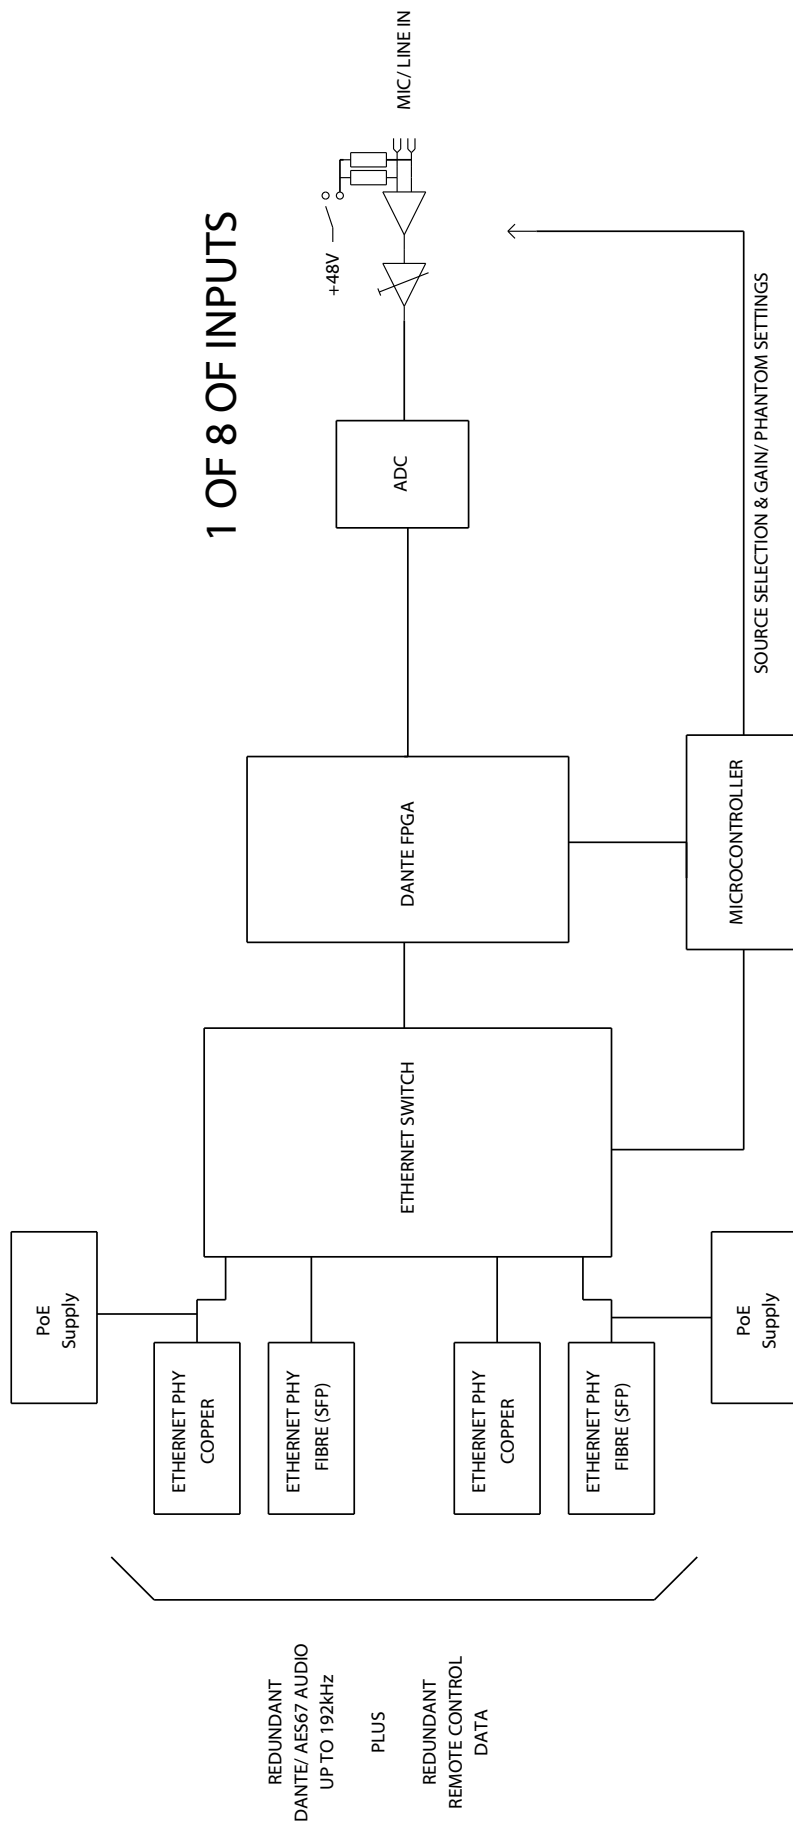 REDUNDANT
DANTE/ AES67 AUDIO
UP TO 192kHz
PLUS
REDUNDANT
REMOTE CONTROL
DATA
PoE
Supply
ETHERNET PHY
COPPER
ETHERNET PHY
FIBRE (SFP)
ETHERNET PHY
COPPER
ETHERNET PHY
FIBRE (SFP)
PoE
Supply
ETHERNET SWITCH
DANTE FPGA
MICROCONTROLLER
1 OF 8 OF INPUTS
ADC
+48V
MIC/ LINE IN
SOURCE SELECTION & GAIN/ PHANTOM SETTINGS